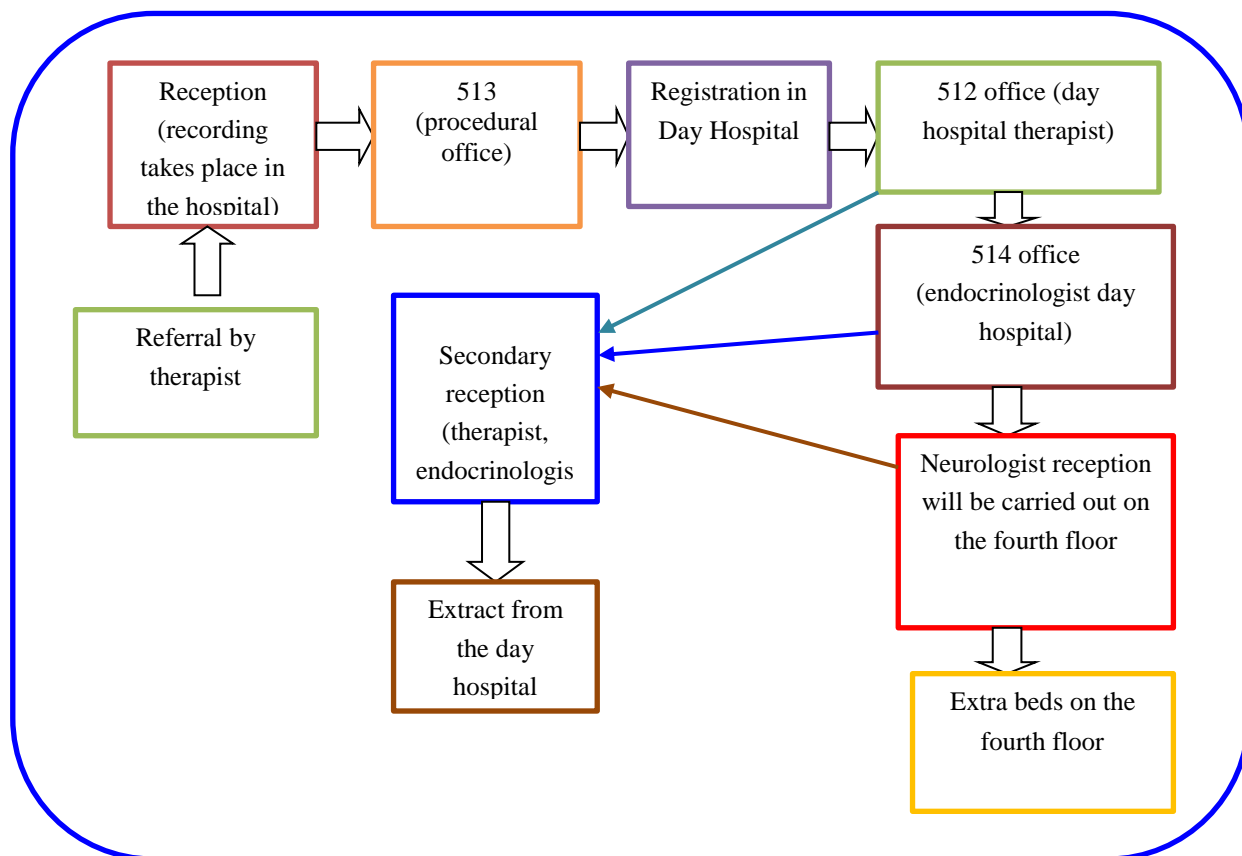 Reception
(recording
takes place in
the hospital)
513
(procedural
office)
Registration in
Day Hospital
512 office (day
hospital therapist)
Referral by
therapist
514 office
(endocrinologist day
hospital)
Secondary
reception
(therapist,
endocrinologis
Neurologist reception
will be carried out on
the fourth floor
Extract from
the day
hospital
Extra beds on the
fourth floor